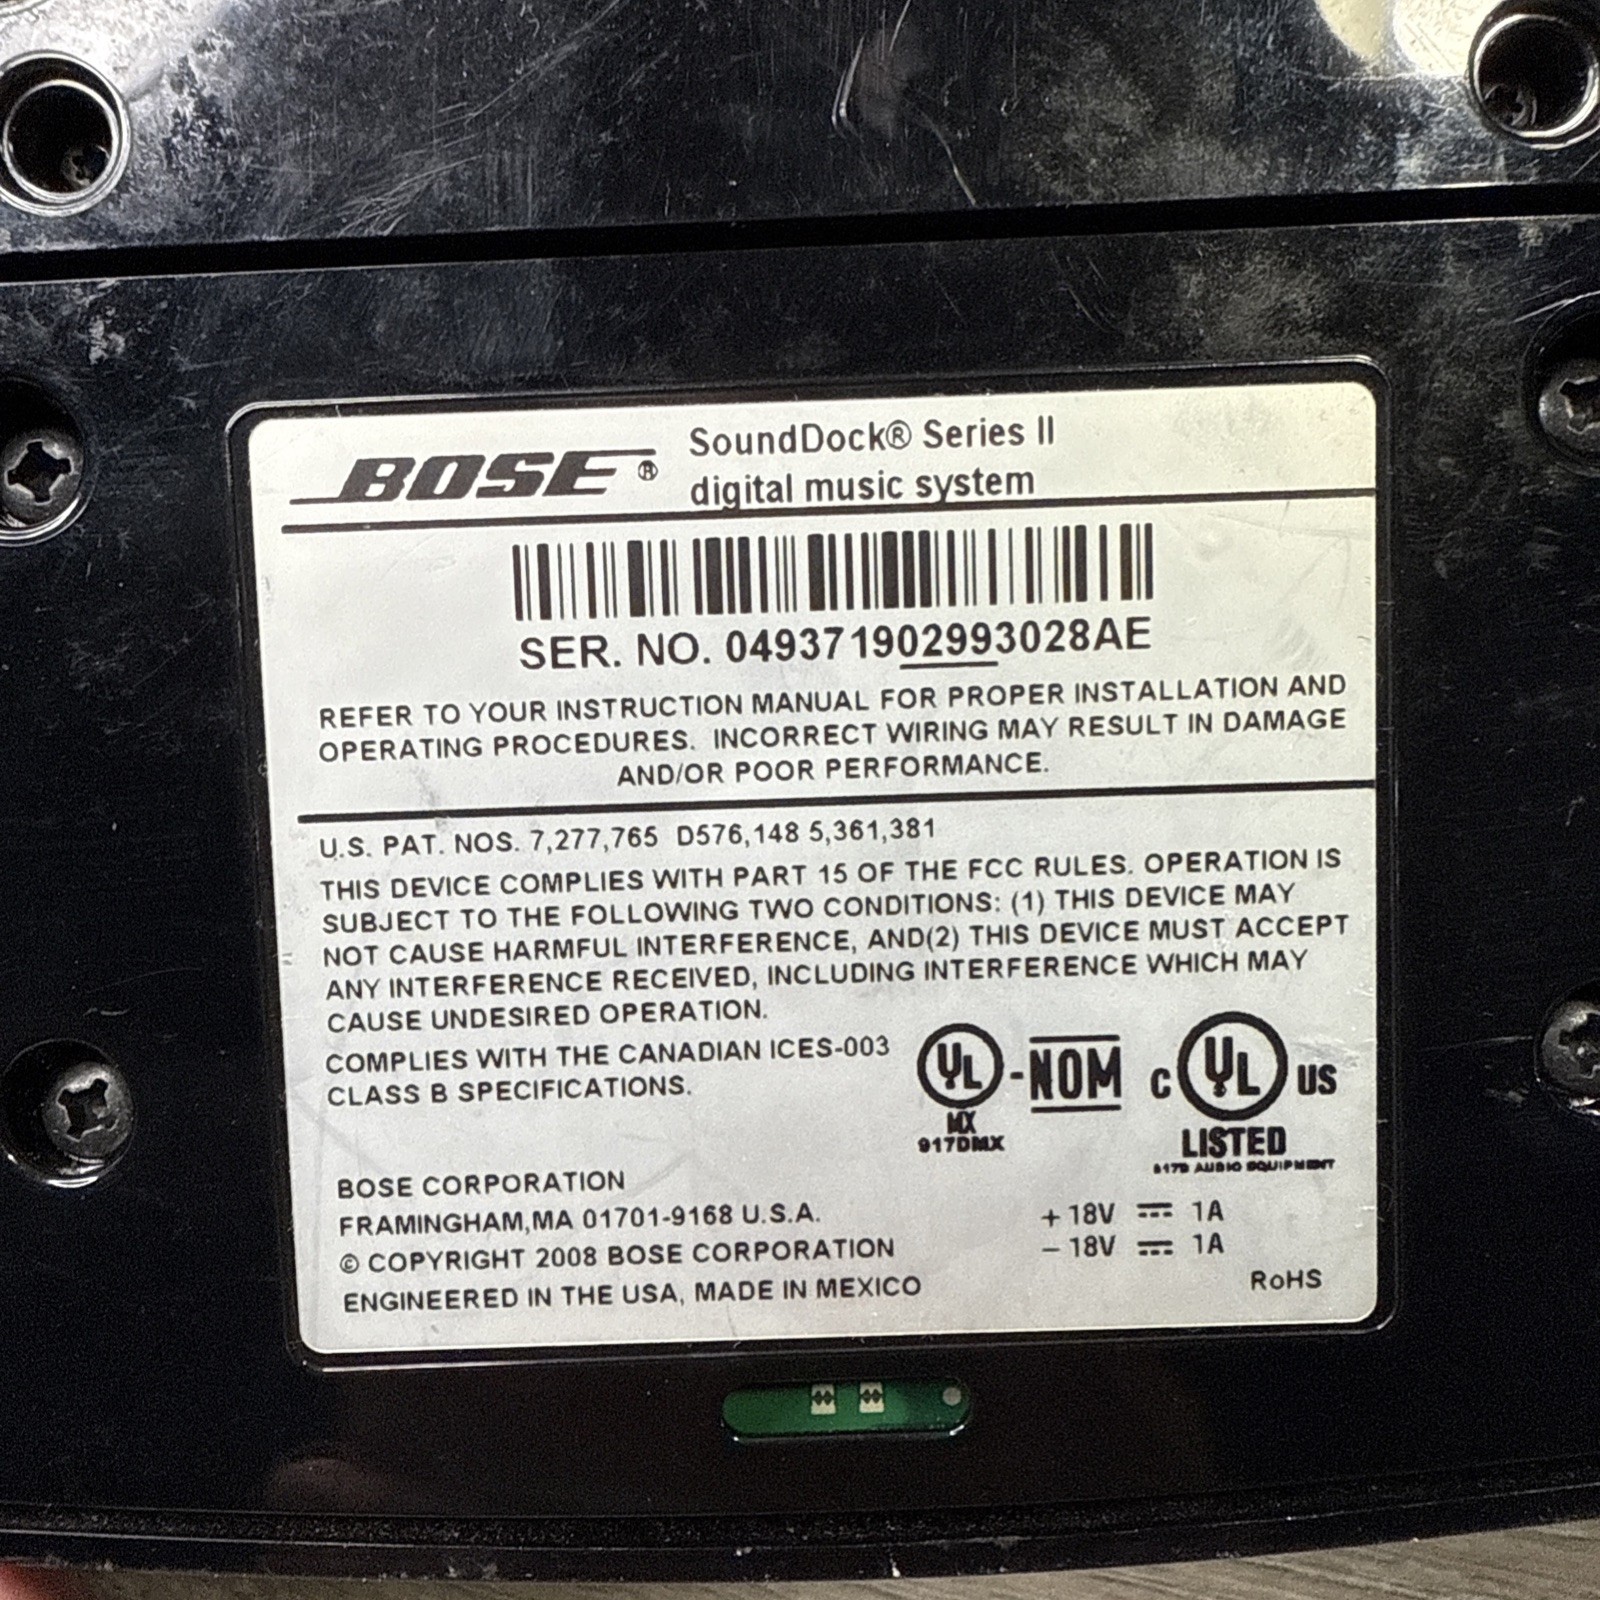 BOSE® SoundDock® Series II
digital music system
SER. NO. 049371902993028AE
REFER TO YOUR INSTRUCTION MANUAL FOR PROPER INSTALLATION AND
OPERATING PROCEDURES. INCORRECT WIRING MAY RESULT IN DAMAGE
AND/OR POOR PERFORMANCE.
U.S. PAT. NOS. 7,277,765 D576,148 5,361,381
THIS DEVICE COMPLIES WITH PART 15 OF THE FCC RULES. OPERATION IS
SUBJECT TO THE FOLLOWING TWO CONDITIONS: (1) THIS DEVICE MAY
NOT CAUSE HARMFUL INTERFERENCE, AND(2) THIS DEVICE MUST ACCEPT
ANY INTERFERENCE RECEIVED, INCLUDING INTERFERENCE WHICH MAY
CAUSE UNDESIRED OPERATION.
COMPLIES WITH THE CANADIAN ICES-003
CLASS B SPECIFICATIONS.
UL -NOM
MX
917DMX
C UL US
LISTED
917D AUDIO EQUIPMENT
BOSE CORPORATION
FRAMINGHAM,MA 01701-9168 U.S.A.
© COPYRIGHT 2008 BOSE CORPORATION
ENGINEERED IN THE USA, MADE IN MEXICO
+ 18V ⎓ 1A
− 18V ⎓ 1A
RoHS